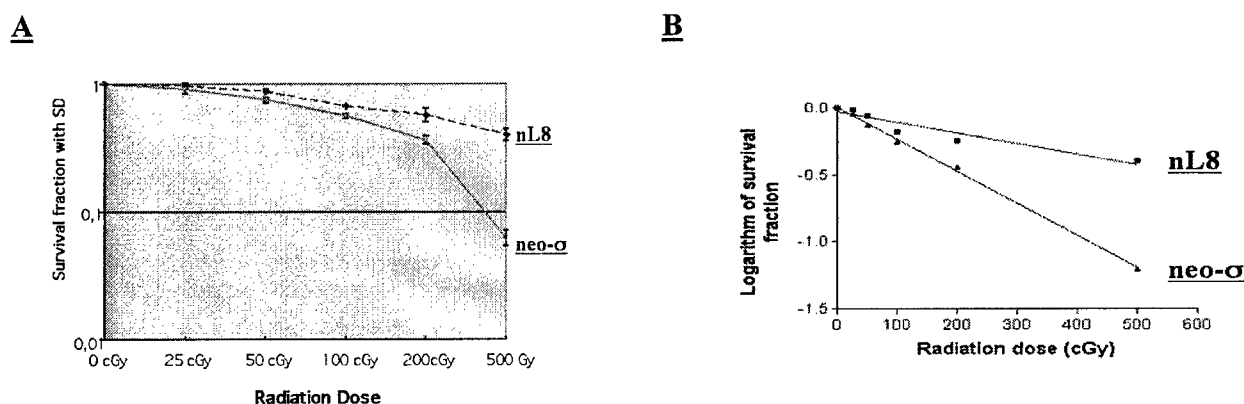 A
Survival fraction with SD
1
0,1
0,01
0 cGy 25 cGy 50 cGy 100 cGy 200cGy 500 Gy
Radiation Dose
nL8
neo-σ
B
Logarithm of survival
fraction
0.0
-0.5
-1.0
-1.5
0 100 200 300 400 500 600
Radiation dose (cGy)
nL8
neo-σ